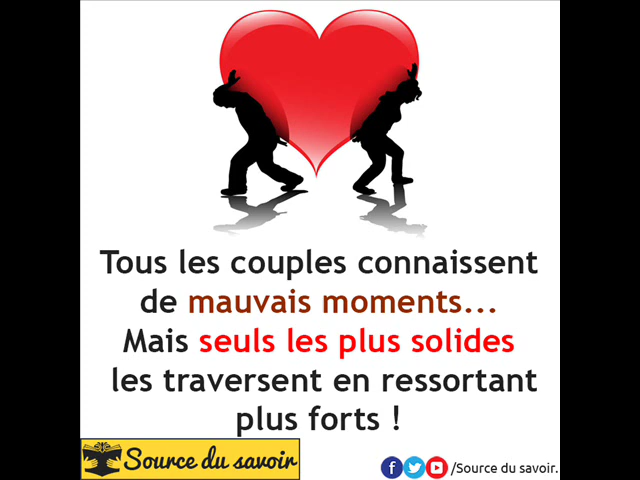 Tous les couples connaissent
de mauvais moments...
Mais seuls les plus solides
les traversent en ressortant
plus forts !
Source du savoir
/Source du savoir.